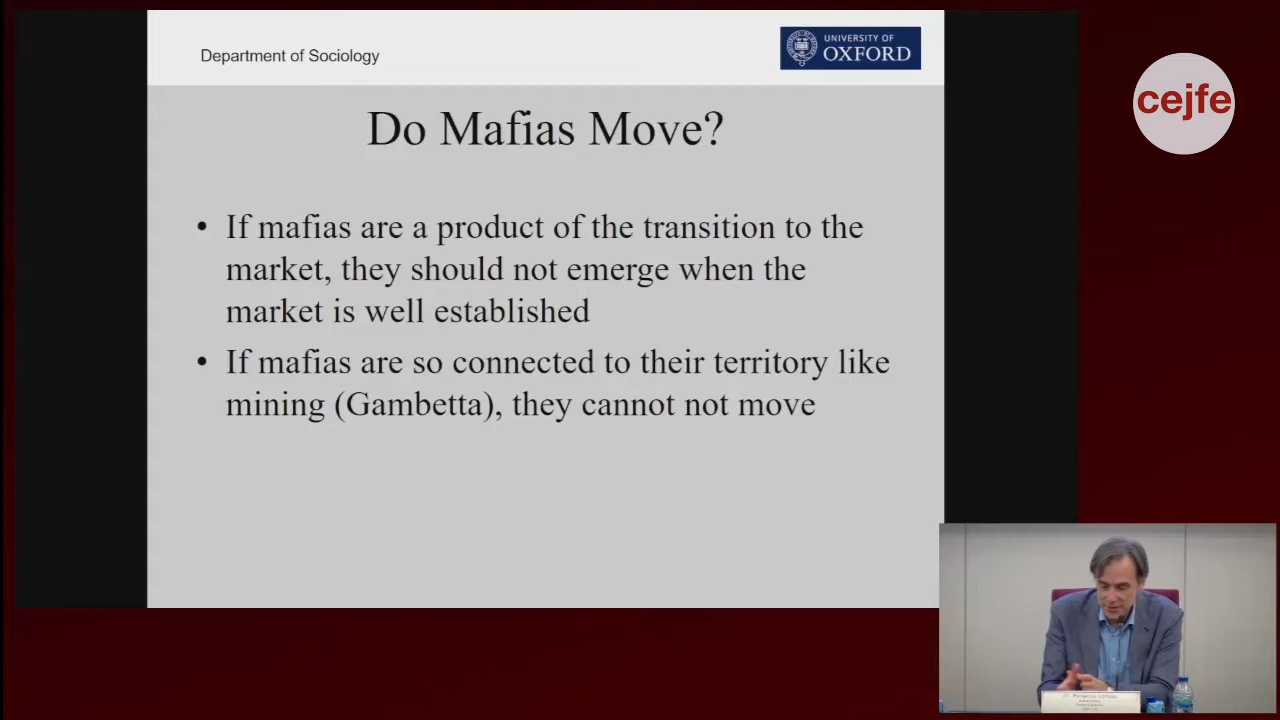 Department of Sociology
UNIVERSITY OF
OXFORD
cejfe
Do Mafias Move?
• If mafias are a product of the transition to the
market, they should not emerge when the
market is well established
• If mafias are so connected to their territory like
mining (Gambetta), they cannot not move